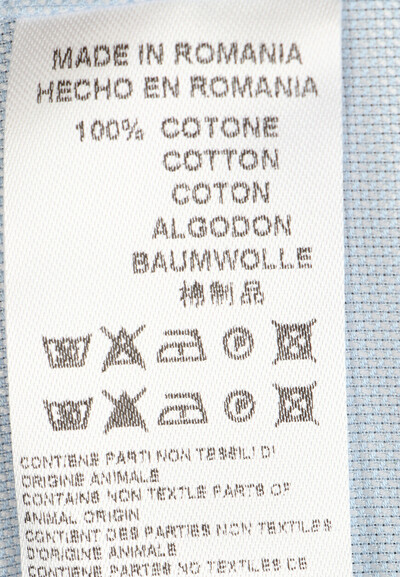 MADE IN ROMANIA
HECHO EN ROMANIA
100% COTONE
COTTON
COTON
ALGODON
BAUMWOLLE
棉制品
P
P
CONTIENE PARTI NON TESSILI DI
ORIGINE ANIMALE
CONTAINS NON TEXTILE PARTS OF
ANIMAL ORIGIN
CONTIENT DES PARTIES NON TEXTILES
D'ORIGINE ANIMALE
CONTIENE PARTES NO TEXTILES DE